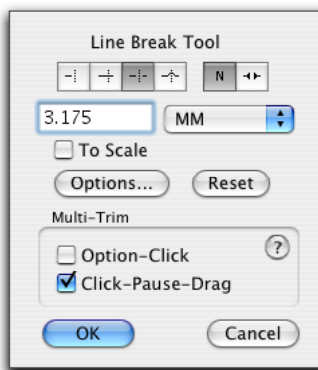 Line Break Tool
N
3.175 MM
To Scale
Options... Reset
Multi-Trim
Option-Click ?
Click-Pause-Drag
OK Cancel